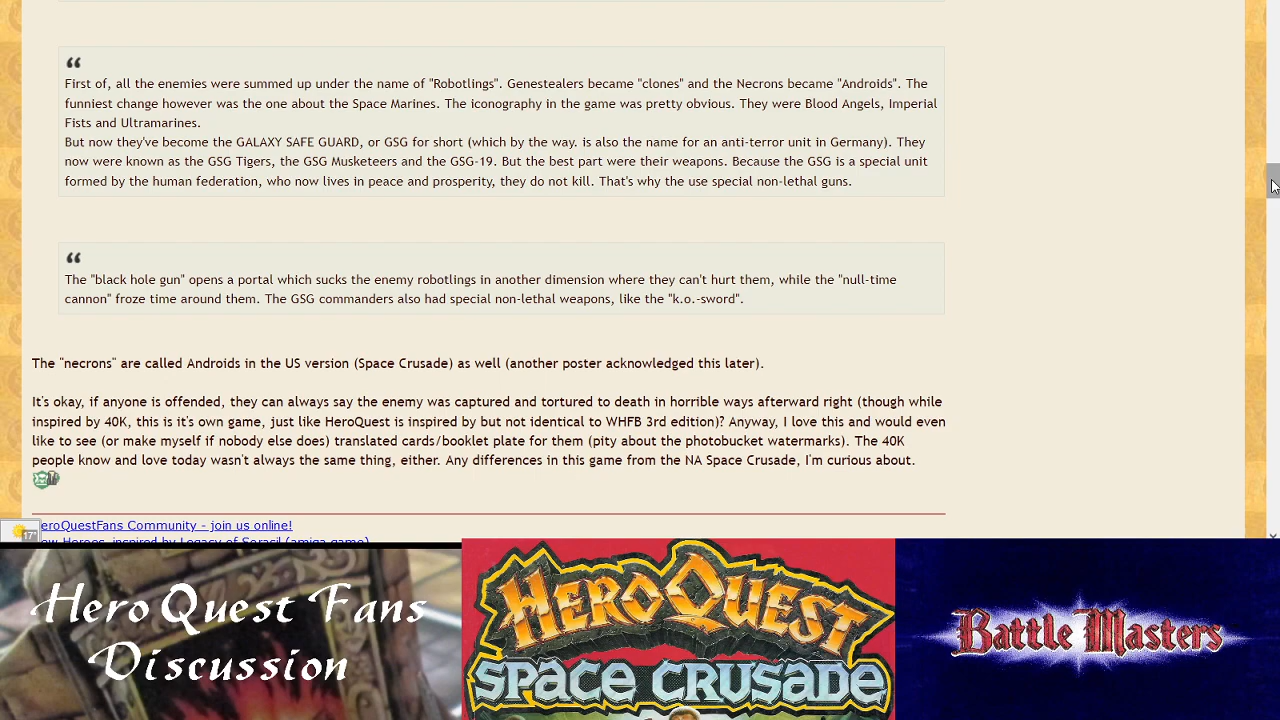 First of, all the enemies were summed up under the name of "Robotlings". Genestealers became "clones" and the Necrons became "Androids". The
funniest change however was the one about the Space Marines. The iconography in the game was pretty obvious. They were Blood Angels, Imperial
Fists and Ultramarines.
But now they've become the GALAXY SAFE GUARD, or GSG for short (which by the way. is also the name for an anti-terror unit in Germany). They
now were known as the GSG Tigers, the GSG Musketeers and the GSG-19. But the best part were their weapons. Because the GSG is a special unit
formed by the human federation, who now lives in peace and prosperity, they do not kill. That's why the use special non-lethal guns.
The "black hole gun" opens a portal which sucks the enemy robotlings in another dimension where they can't hurt them, while the "null-time
cannon" froze time around them. The GSG commanders also had special non-lethal weapons, like the "k.o.-sword".
The "necrons" are called Androids in the US version (Space Crusade) as well (another poster acknowledged this later).
It's okay, if anyone is offended, they can always say the enemy was captured and tortured to death in horrible ways afterward right (though while
inspired by 40K, this is it's own game, just like HeroQuest is inspired by but not identical to WHFB 3rd edition)? Anyway, I love this and would even
like to see (or make myself if nobody else does) translated cards/booklet plate for them (pity about the photobucket watermarks). The 40K
people know and love today wasn't always the same thing, either. Any differences in this game from the NA Space Crusade, I'm curious about.
eroQuestFans Community - join us online!
17°
ew Heroes, inspired by Legacy of Sorasil (amiga game)
HeroQuest Fans
Discussion
HEROQUEST
SPACE CRUSADE
Battle Masters